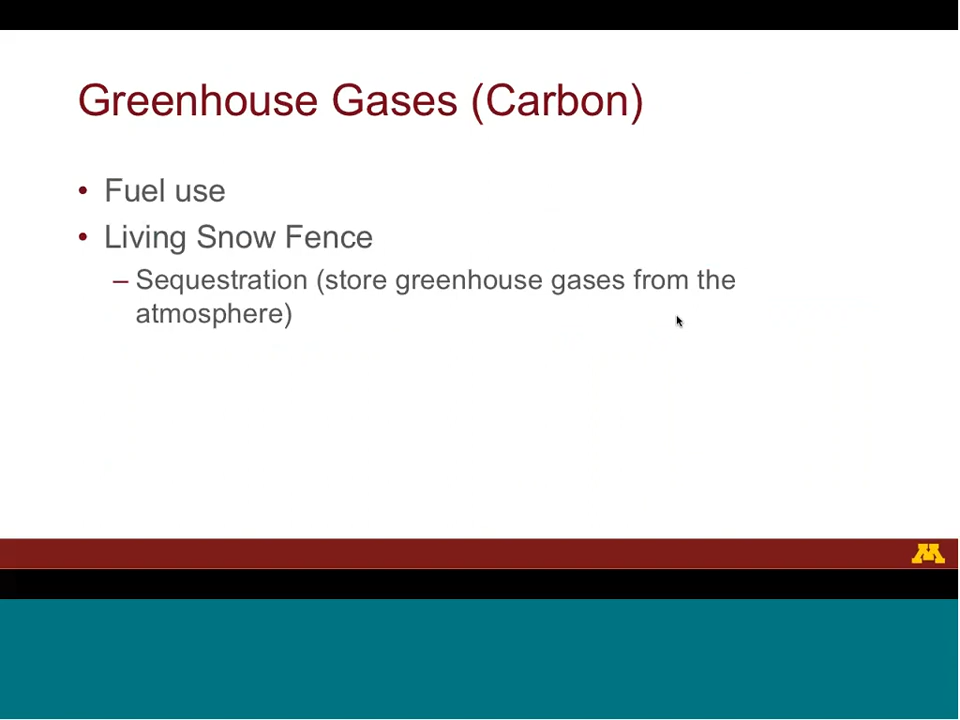 Greenhouse Gases (Carbon)
• Fuel use
• Living Snow Fence
– Sequestration (store greenhouse gases from the
atmosphere)
M